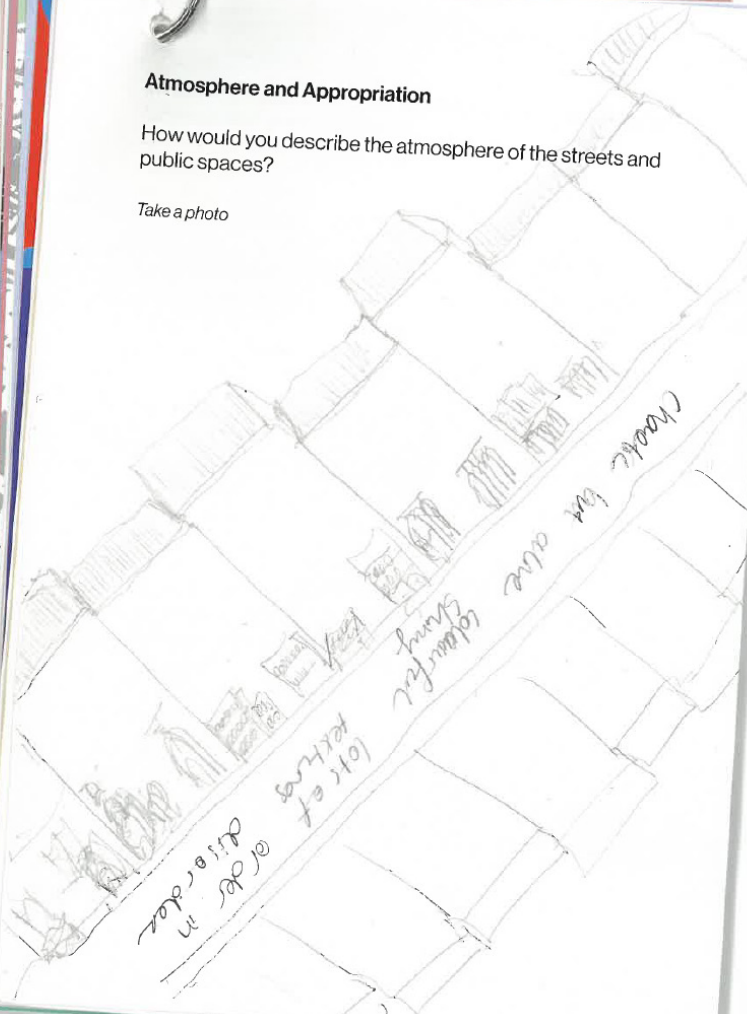 Atmosphere and Appropriation
How would you describe the atmosphere of the streets and
public spaces?
Take a photo
chaotic but alive
colourful
shiny
lots of
textures
order in
disorder